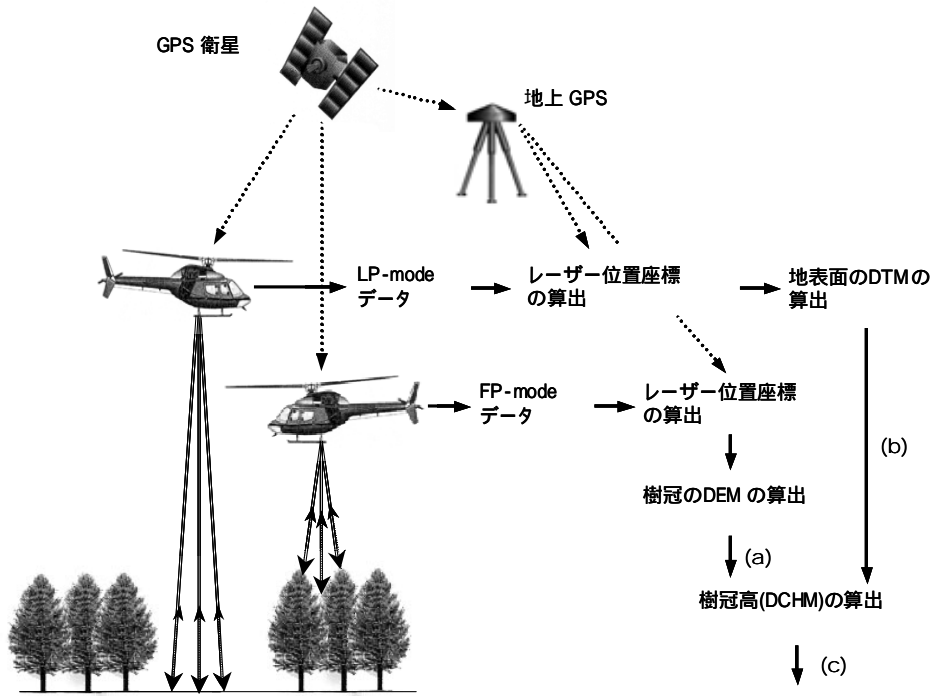 GPS 衛星
地上 GPS
LP-mode
データ
レーザー位置座標
の算出
地表面のDTMの
算出
FP-mode
データ
レーザー位置座標
の算出
(b)
樹冠のDEM の算出
(a)
樹冠高(DCHM)の算出
(c)